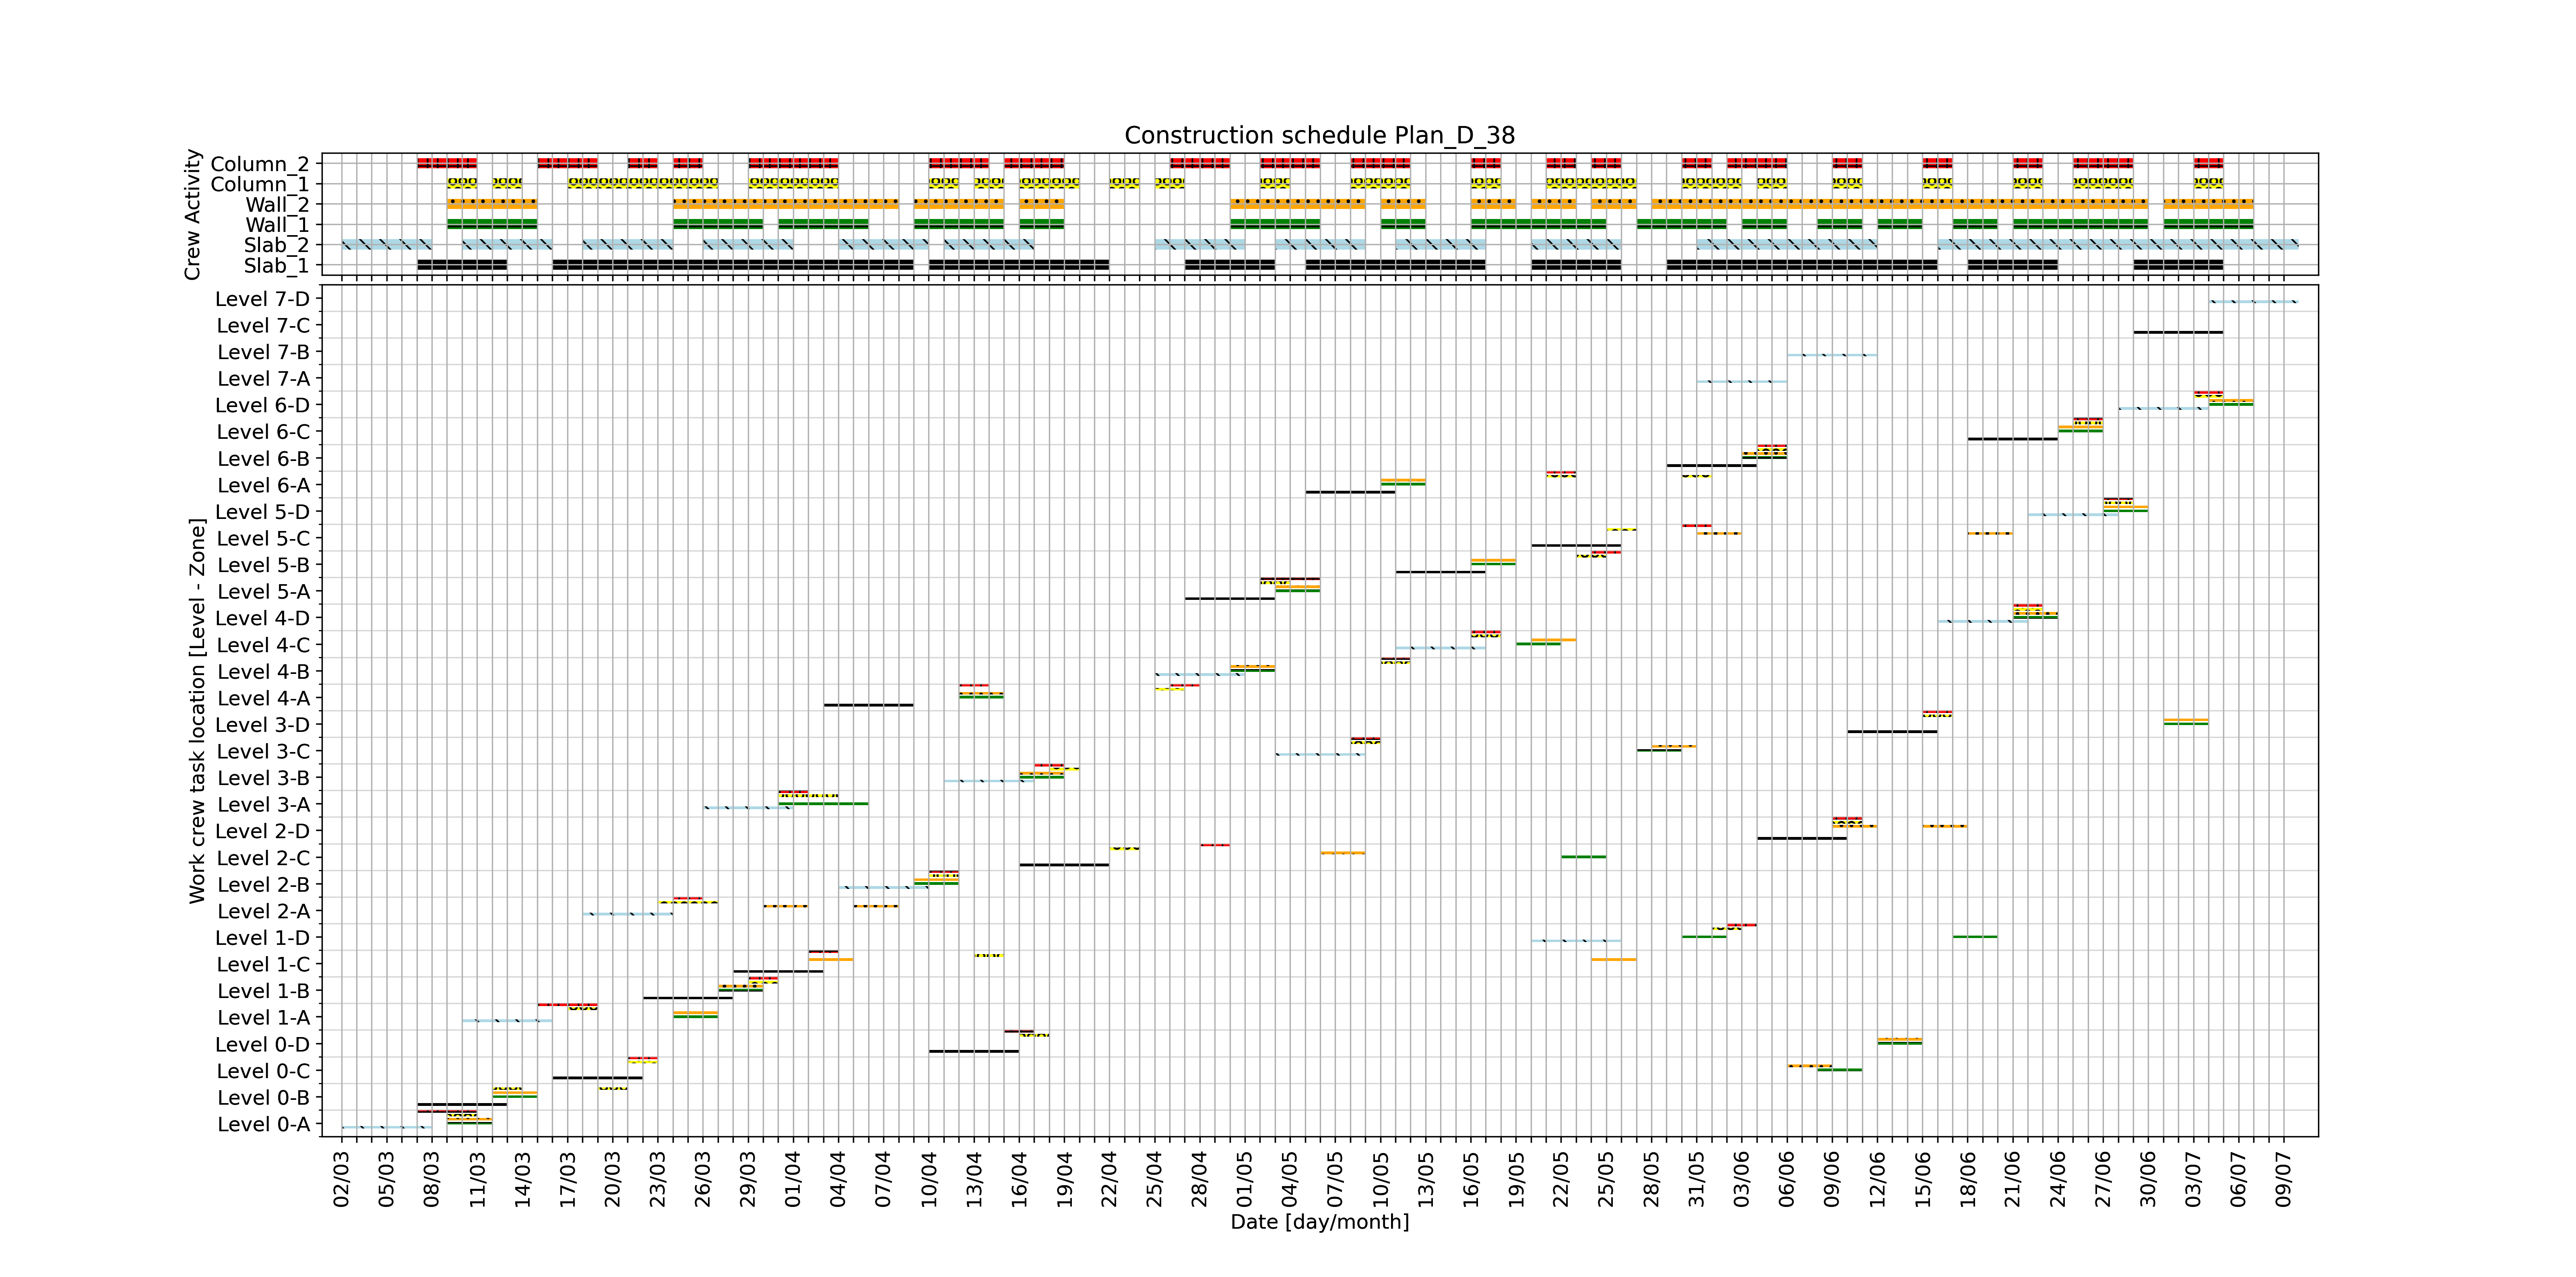 Construction schedule Plan_D_38
Crew Activity
Column_2
Column_1
Wall_2
Wall_1
Slab_2
Slab_1
Work crew task location [Level - Zone]
Level 7-D
Level 7-C
Level 7-B
Level 7-A
Level 6-D
Level 6-C
Level 6-B
Level 6-A
Level 5-D
Level 5-C
Level 5-B
Level 5-A
Level 4-D
Level 4-C
Level 4-B
Level 4-A
Level 3-D
Level 3-C
Level 3-B
Level 3-A
Level 2-D
Level 2-C
Level 2-B
Level 2-A
Level 1-D
Level 1-C
Level 1-B
Level 1-A
Level 0-D
Level 0-C
Level 0-B
Level 0-A
02/03
05/03
08/03
11/03
14/03
17/03
20/03
23/03
26/03
29/03
01/04
04/04
07/04
10/04
13/04
16/04
19/04
22/04
25/04
28/04
01/05
04/05
07/05
10/05
13/05
16/05
19/05
22/05
25/05
28/05
31/05
03/06
06/06
09/06
12/06
15/06
18/06
21/06
24/06
27/06
30/06
03/07
06/07
09/07
Date [day/month]